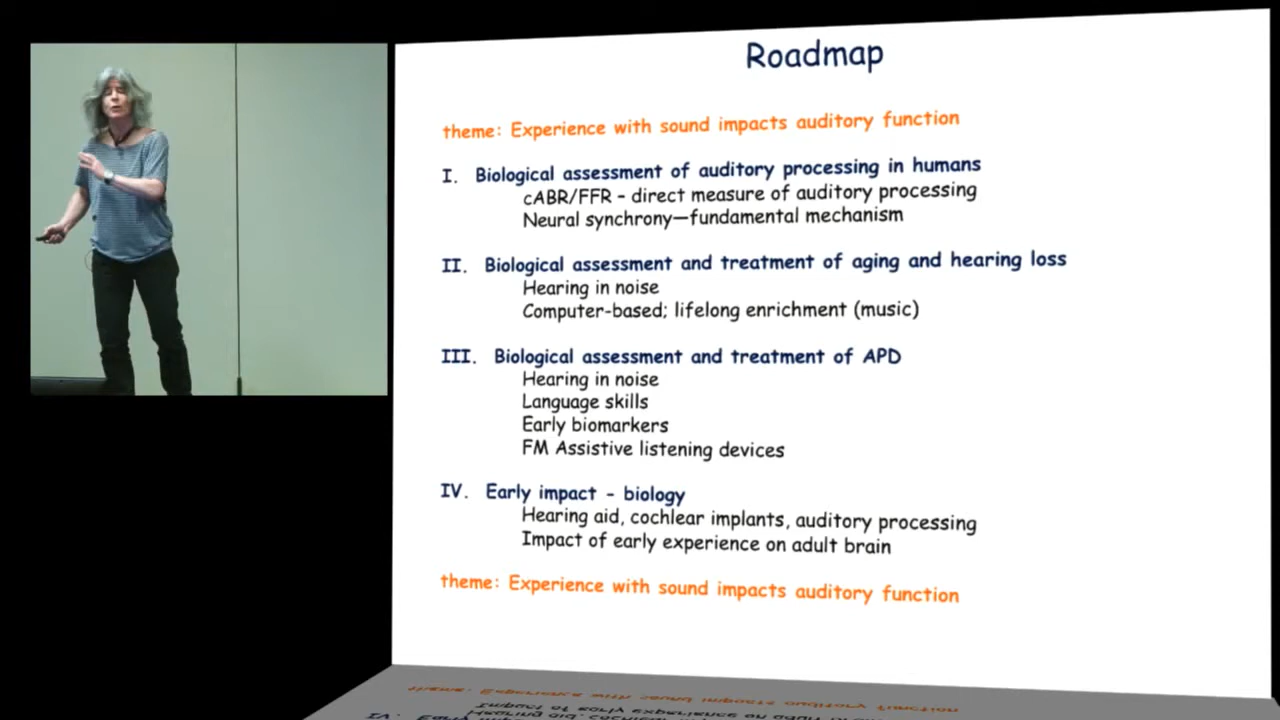 Roadmap
theme: Experience with sound impacts auditory function
I. Biological assessment of auditory processing in humans
cABR/FFR – direct measure of auditory processing
Neural synchrony—fundamental mechanism
II. Biological assessment and treatment of aging and hearing loss
Hearing in noise
Computer-based; lifelong enrichment (music)
III. Biological assessment and treatment of APD
Hearing in noise
Language skills
Early biomarkers
FM Assistive listening devices
IV. Early impact - biology
Hearing aid, cochlear implants, auditory processing
Impact of early experience on adult brain
theme: Experience with sound impacts auditory function